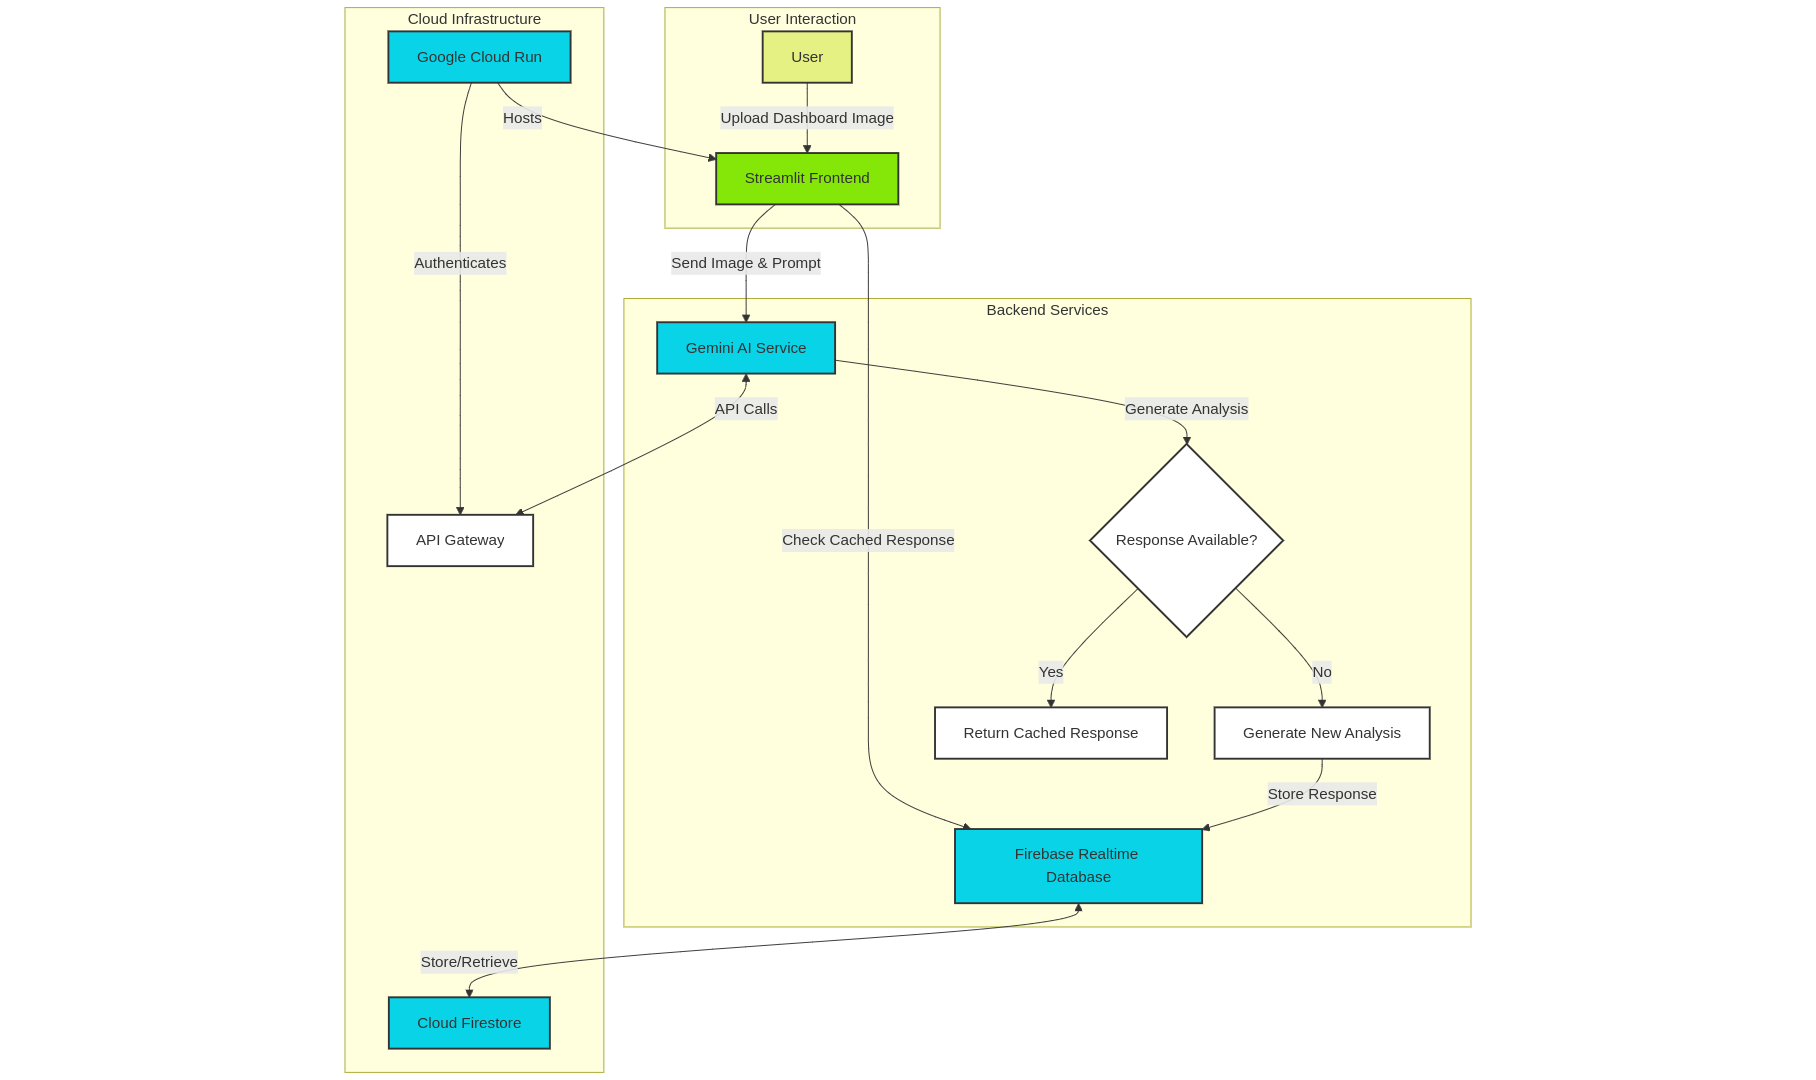 Cloud Infrastructure
User Interaction
Google Cloud Run
User
Hosts
Upload Dashboard Image
Streamlit Frontend
Authenticates
Send Image & Prompt
Backend Services
Gemini AI Service
API Calls
Generate Analysis
API Gateway
Check Cached Response
Response Available?
Yes
No
Return Cached Response
Generate New Analysis
Store Response
Firebase Realtime
Database
Store/Retrieve
Cloud Firestore